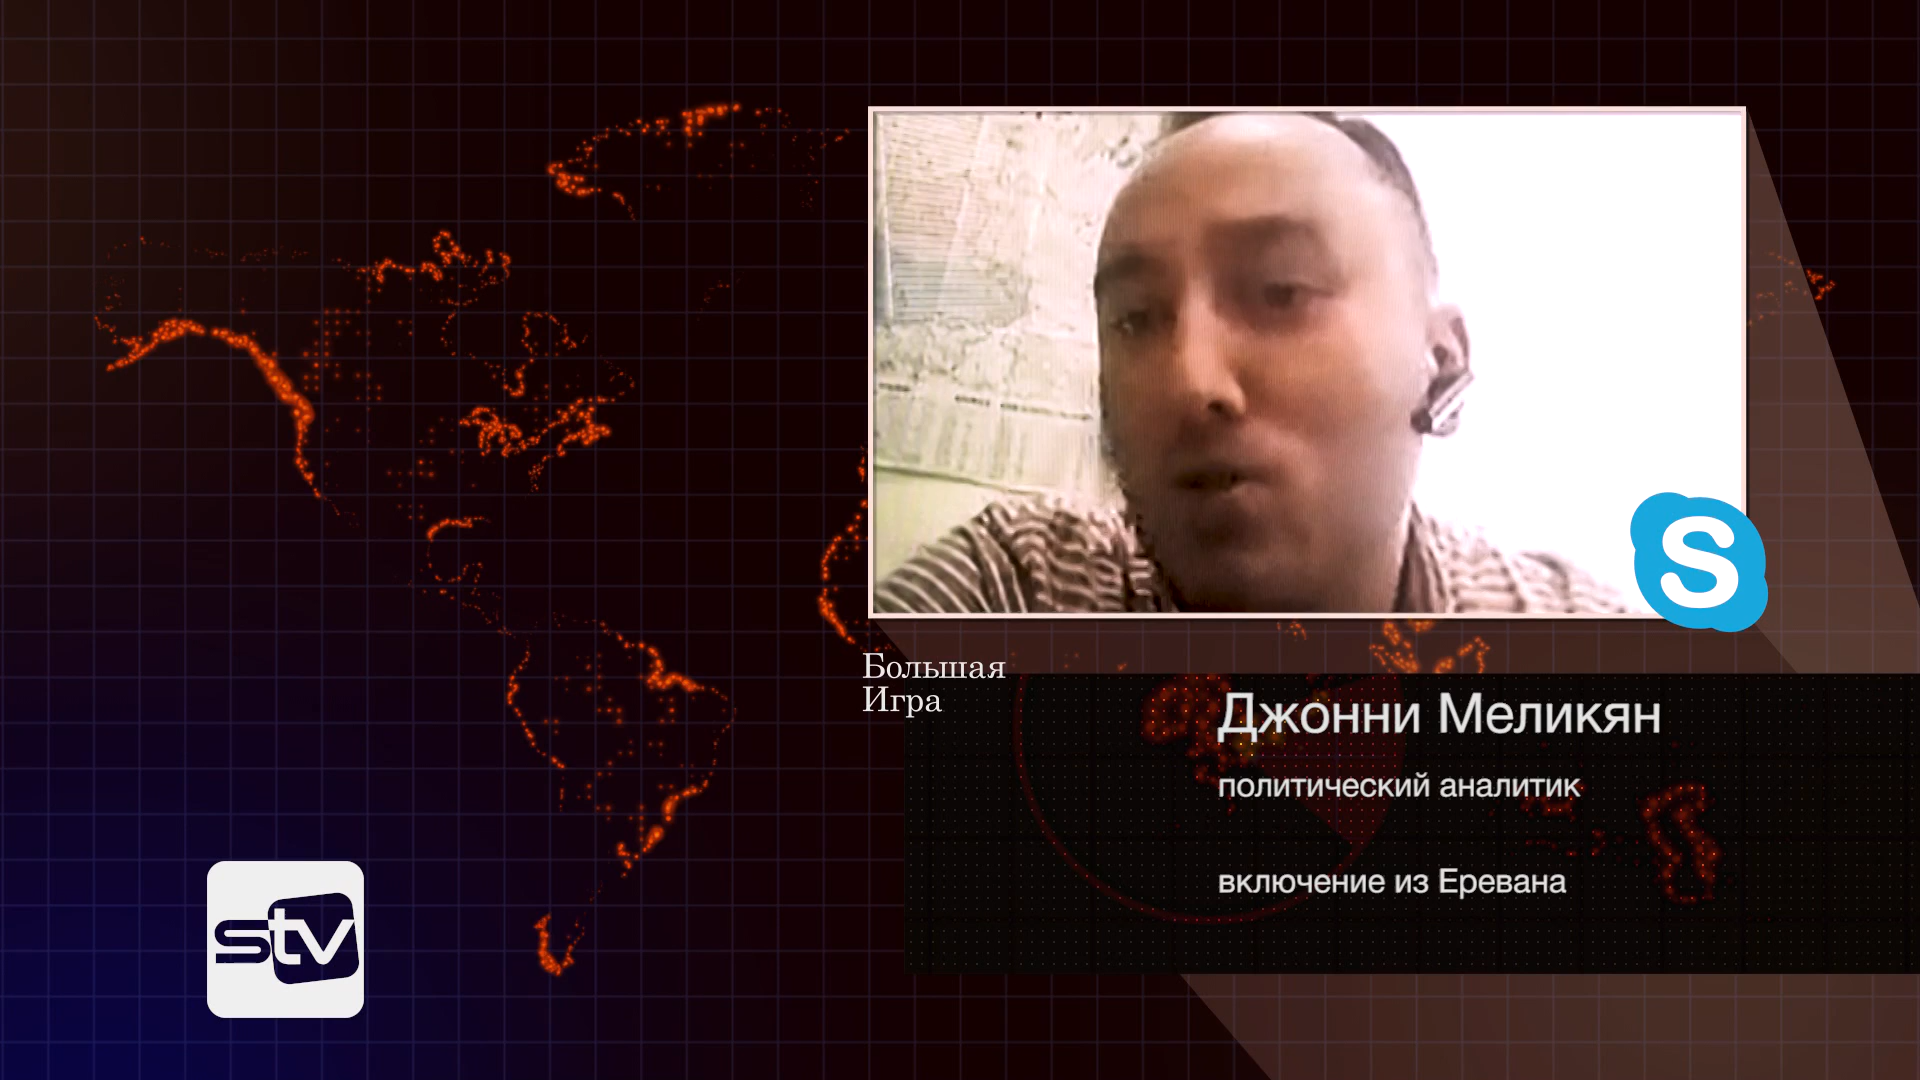 S
Большая
Игра
Джонни Меликян
политический аналитик
включение из Еревана
stv